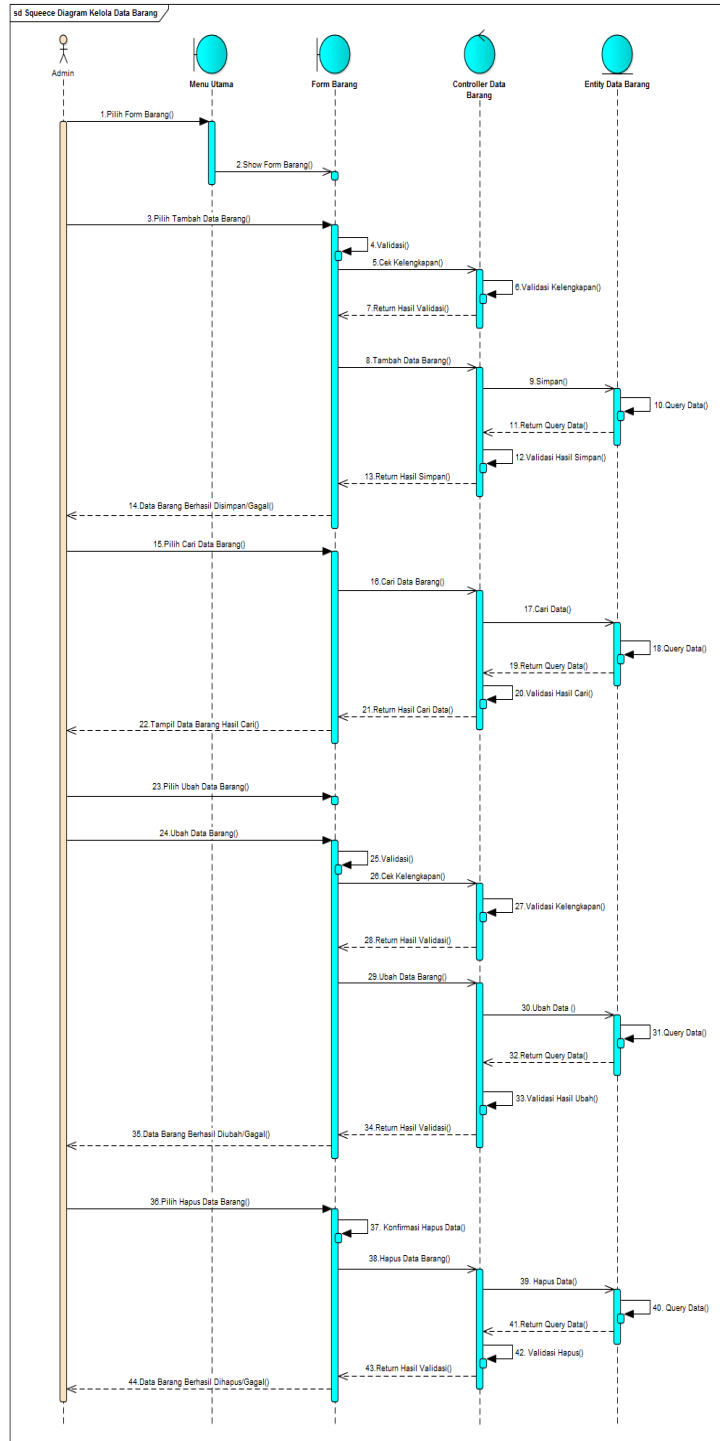 sd Squeece Diagram Kelola Data Barang
Admin
Menu Utama
Form Barang
Controller Data
Barang
Entity Data Barang
1.Pilih Form Barang()
2.Show Form Barang()
3.Pilih Tambah Data Barang()
4.Validasi()
5.Cek Kelengkapan()
6.Validasi Kelengkapan()
7.Return Hasil Validasi()
8.Tambah Data Barang()
9.Simpan()
10.Query Data()
11.Return Query Data()
12.Validasi Hasil Simpan()
13.Return Hasil Simpan()
14.Data Barang Berhasil Disimpan/Gagal()
15.Pilih Cari Data Barang()
16.Cari Data Barang()
17.Cari Data()
18.Query Data()
19.Return Query Data()
20.Validasi Hasil Cari()
21.Return Hasil Cari Data()
22.Tampil Data Barang Hasil Cari()
23.Pilih Ubah Data Barang()
24.Ubah Data Barang()
25.Validasi()
26.Cek Kelengkapan()
27.Validasi Kelengkapan()
28.Return Hasil Validasi()
29.Ubah Data Barang()
30.Ubah Data ()
31.Query Data()
32.Return Query Data()
33.Validasi Hasil Ubah()
34.Return Hasil Validasi()
35.Data Barang Berhasil Diubah/Gagal()
36.Pilih Hapus Data Barang()
37. Konfirmasi Hapus Data()
38.Hapus Data Barang()
39. Hapus Data()
40. Query Data()
41.Return Query Data()
42. Validasi Hapus()
43.Return Hasil Validasi()
44.Data Barang Berhasil Dihapus/Gagal()